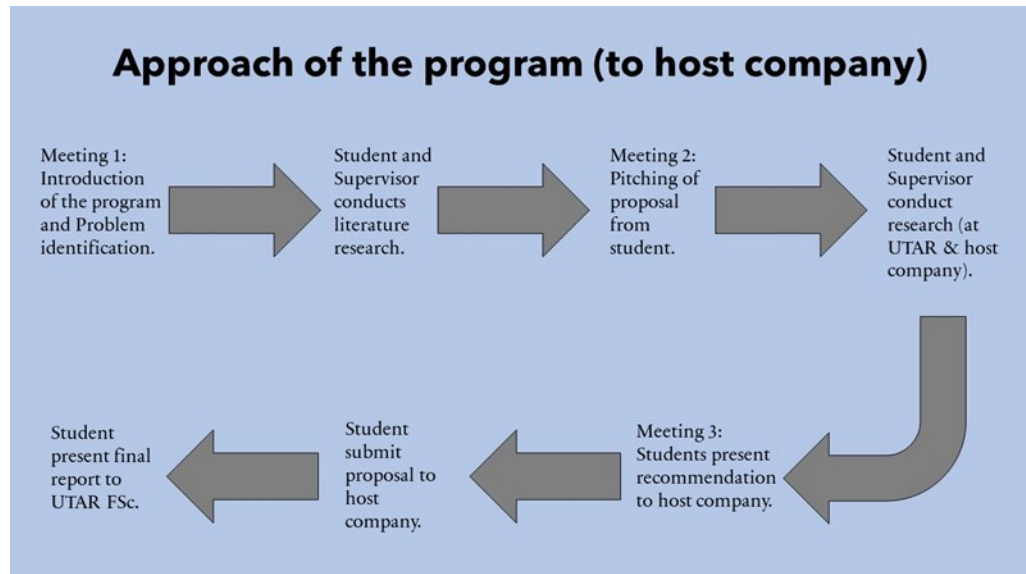 Approach of the program (to host company)
Meeting 1:
Introduction
of the program
and Problem
identification.
Student and
Supervisor
conducts
literature
research.
Meeting 2:
Pitching of
proposal
from
student.
Student and
Supervisor
conduct
research (at
UTAR & host
company).
Meeting 3:
Students present
recommendation
to host company.
Student
submit
proposal to
host
company.
Student
present final
report to
UTAR FSc.